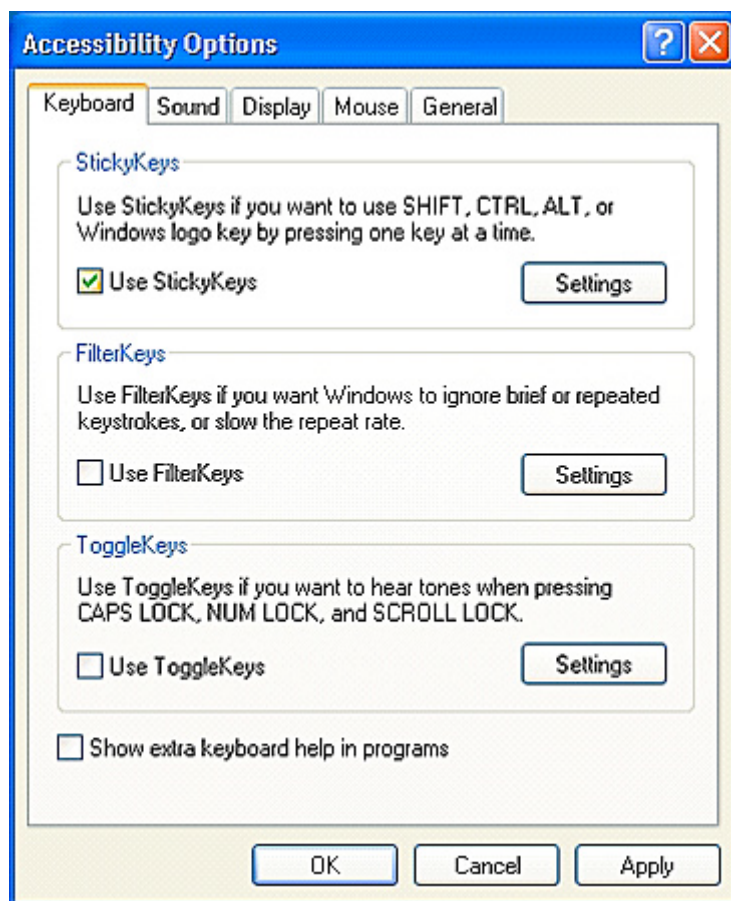 Accessibility Options
Keyboard Sound Display Mouse General
StickyKeys
Use StickyKeys if you want to use SHIFT, CTRL, ALT, or
Windows logo key by pressing one key at a time.
Use StickyKeys Settings
FilterKeys
Use FilterKeys if you want Windows to ignore brief or repeated
keystrokes, or slow the repeat rate.
Use FilterKeys Settings
ToggleKeys
Use ToggleKeys if you want to hear tones when pressing
CAPS LOCK, NUM LOCK, and SCROLL LOCK.
Use ToggleKeys Settings
Show extra keyboard help in programs
OK Cancel Apply